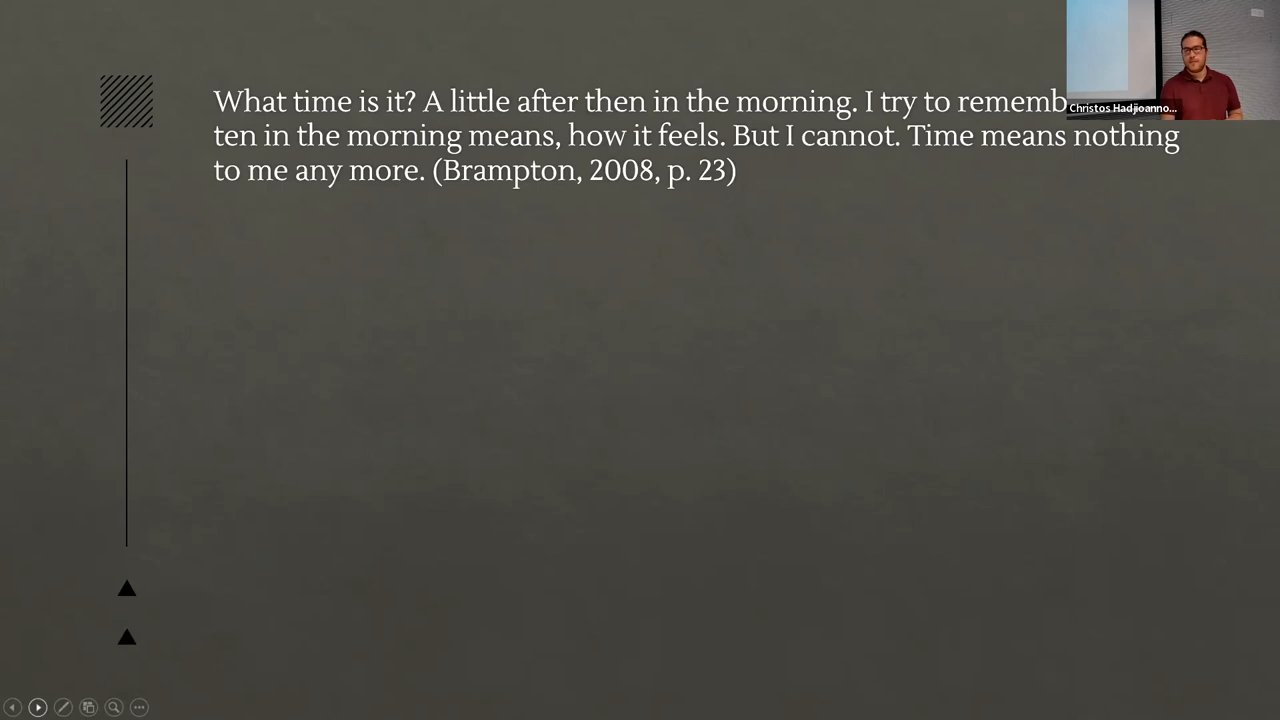 What time is it? A little after then in the morning. I try to rememb
ten in the morning means, how it feels. But I cannot. Time means nothing
to me any more. (Brampton, 2008, p. 23)
Christos Hadjioanno...